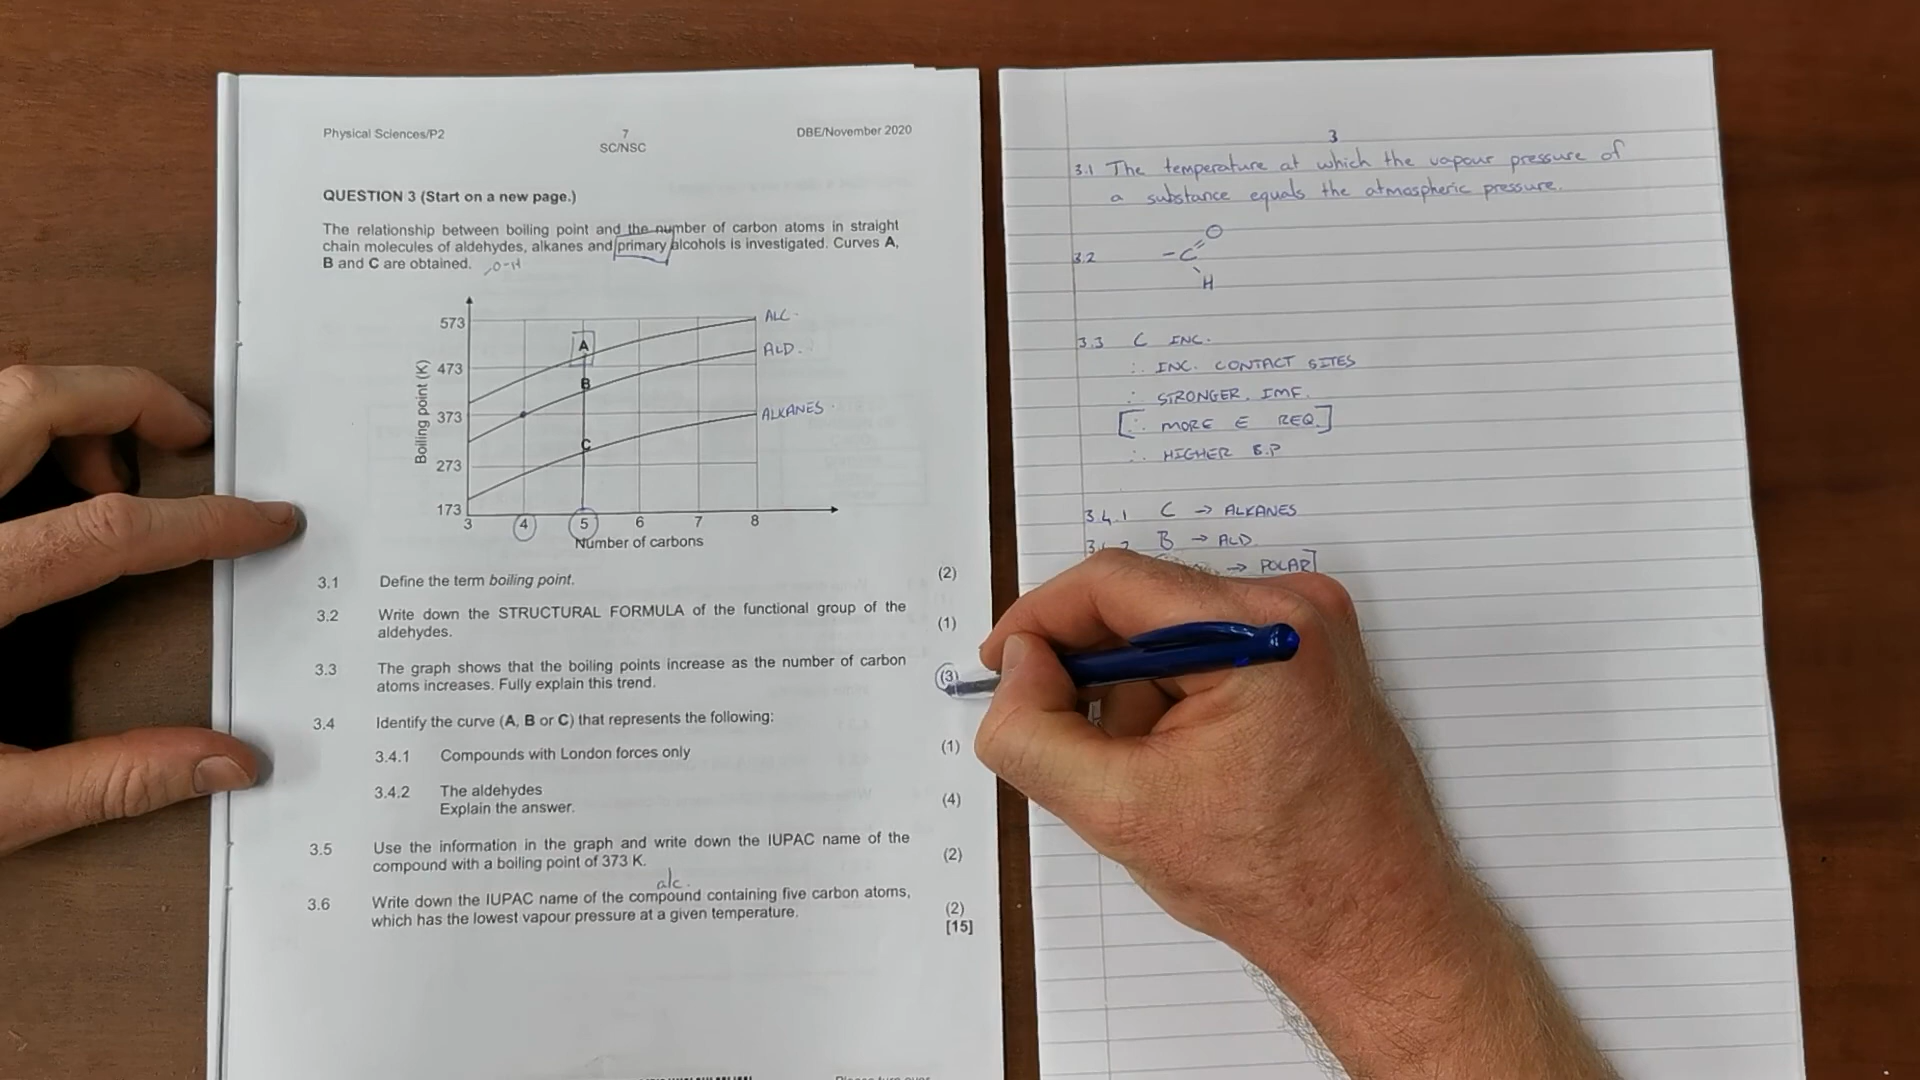 Physical Sciences/P2
7
SC/NSC
DBE/November 2020
QUESTION 3 (Start on a new page.)
The relationship between boiling point and the number of carbon atoms in straight
chain molecules of aldehydes, alkanes and primary alcohols is investigated. Curves A,
B and C are obtained.
O-H
573
473
373
273
173
Boiling point (K)
A
B
C
ALC.
ALD.
ALKANES
3 4 5 6 7 8
Number of carbons
3.1 Define the term boiling point. (2)
3.2 Write down the STRUCTURAL FORMULA of the functional group of the
aldehydes. (1)
3.3 The graph shows that the boiling points increase as the number of carbon
atoms increases. Fully explain this trend. (3)
3.4 Identify the curve (A, B or C) that represents the following:
3.4.1 Compounds with London forces only (1)
3.4.2 The aldehydes
Explain the answer. (4)
3.5 Use the information in the graph and write down the IUPAC name of the
compound with a boiling point of 373 K. (2)
alc.
3.6 Write down the IUPAC name of the compound containing five carbon atoms,
which has the lowest vapour pressure at a given temperature. (2)
[15]
3
3.1 The temperature at which the vapour pressure of
a substance equals the atmospheric pressure.
3.2 -C=O
H
3.3 C INC.
∴ INC. CONTACT SITES
∴ STRONGER IMF.
[∴ MORE E REQ.]
∴ HIGHER B.P
3.4.1 C → ALKANES
B → ALD
→ POLAR]